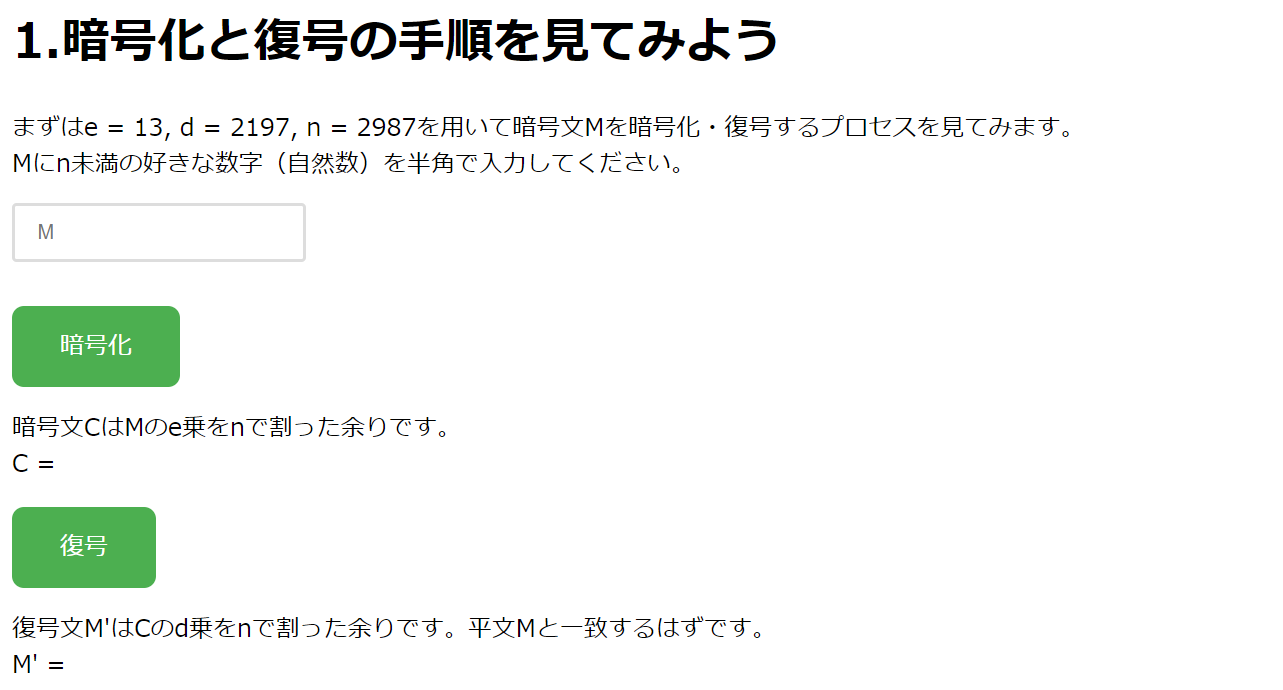 1.暗号化と復号の手順を見てみよう
まずはe = 13, d = 2197, n = 2987を用いて暗号文Mを暗号化・復号するプロセスを見てみます。
Mにn未満の好きな数字（自然数）を半角で入力してください。
M
暗号化
暗号文CはMのe乗をnで割った余りです。
C =
復号
復号文M'はCのd乗をnで割った余りです。平文Mと一致するはずです。
M' =